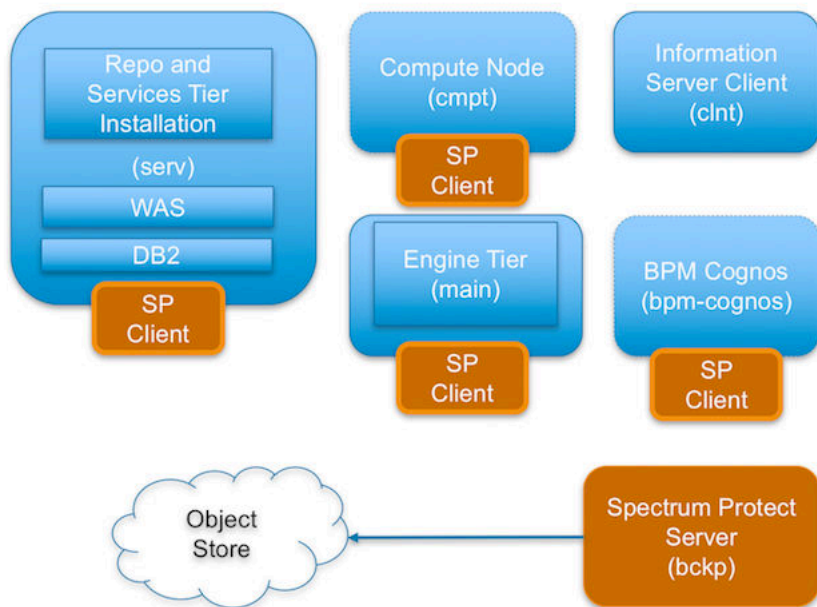 Repo and
Services Tier
Installation
(serv)
WAS
DB2
SP
Client
Compute Node
(cmpt)
SP
Client
Information
Server Client
(clnt)
Engine Tier
(main)
SP
Client
BPM Cognos
(bpm-cognos)
SP
Client
Object
Store
Spectrum Protect
Server
(bckp)